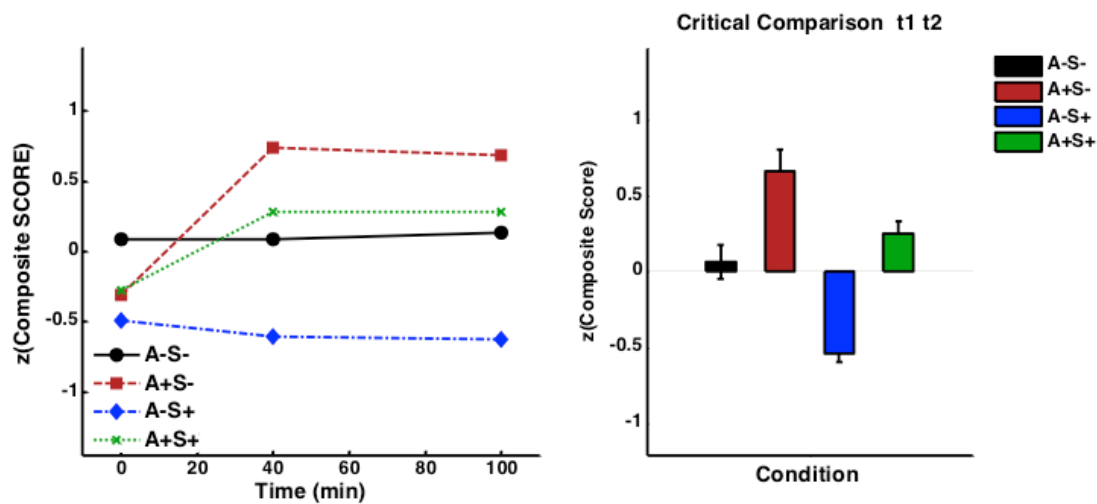 z(Composite SCORE)
1
0.5
0
-0.5
-1
A-S-
A+S-
A-S+
A+S+
0 20 40 60 80 100
Time (min)
Critical Comparison t1 t2
z(Composite Score)
1
0.5
0
-0.5
-1
Condition
A-S-
A+S-
A-S+
A+S+